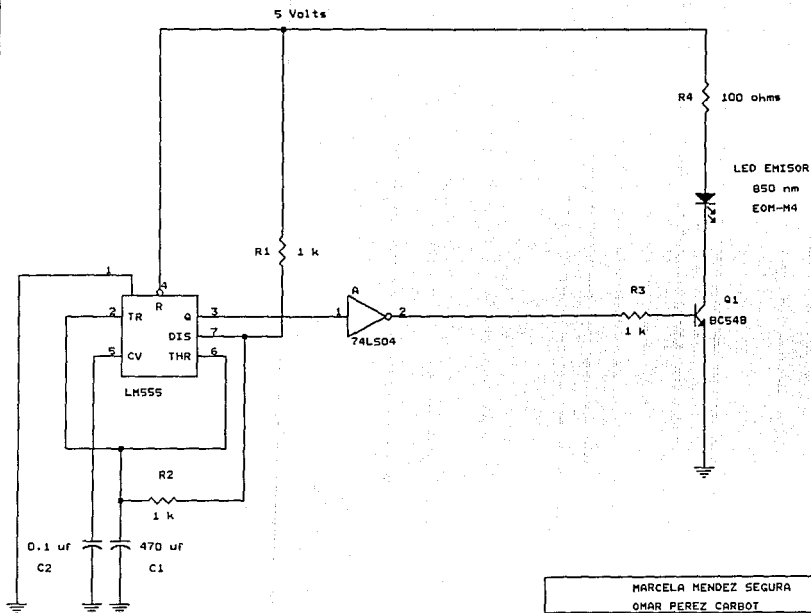 5 Volts
R4 100 ohms
LED EMISOR
850 nm
EOM-M4
R1 1 k
1
4
R
2 TR Q 3
DIS 7
5 CV THR 6
LM555
A
1 2
74LS04
R3
1 k
Q1
BC548
R2
1 k
0.1 uf 470 uf
C2 C1
MARCELA MENDEZ SEGURA
OMAR PEREZ CARBOT